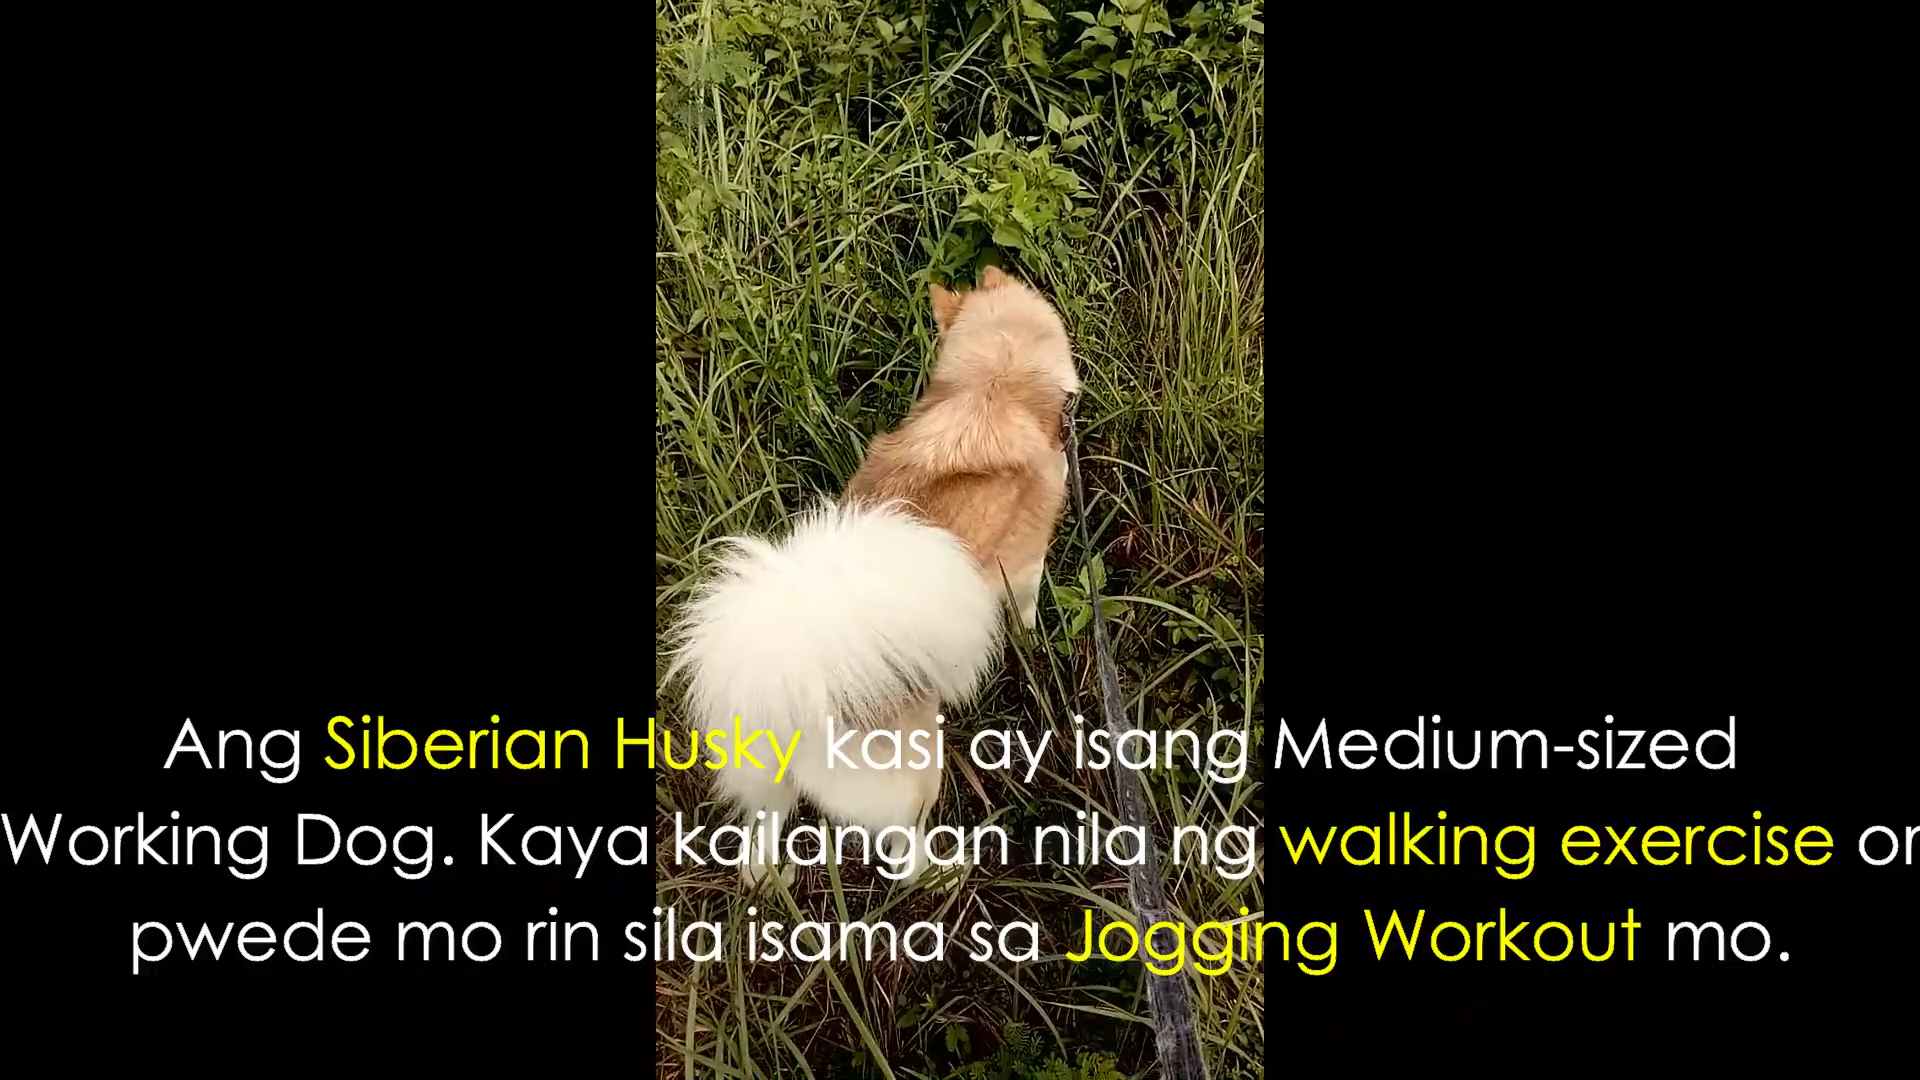 Ang Siberian Husky kasi ay isang Medium-sized
Working Dog. Kaya kailangan nila ng walking exercise or
pwede mo rin sila isama sa Jogging Workout mo.